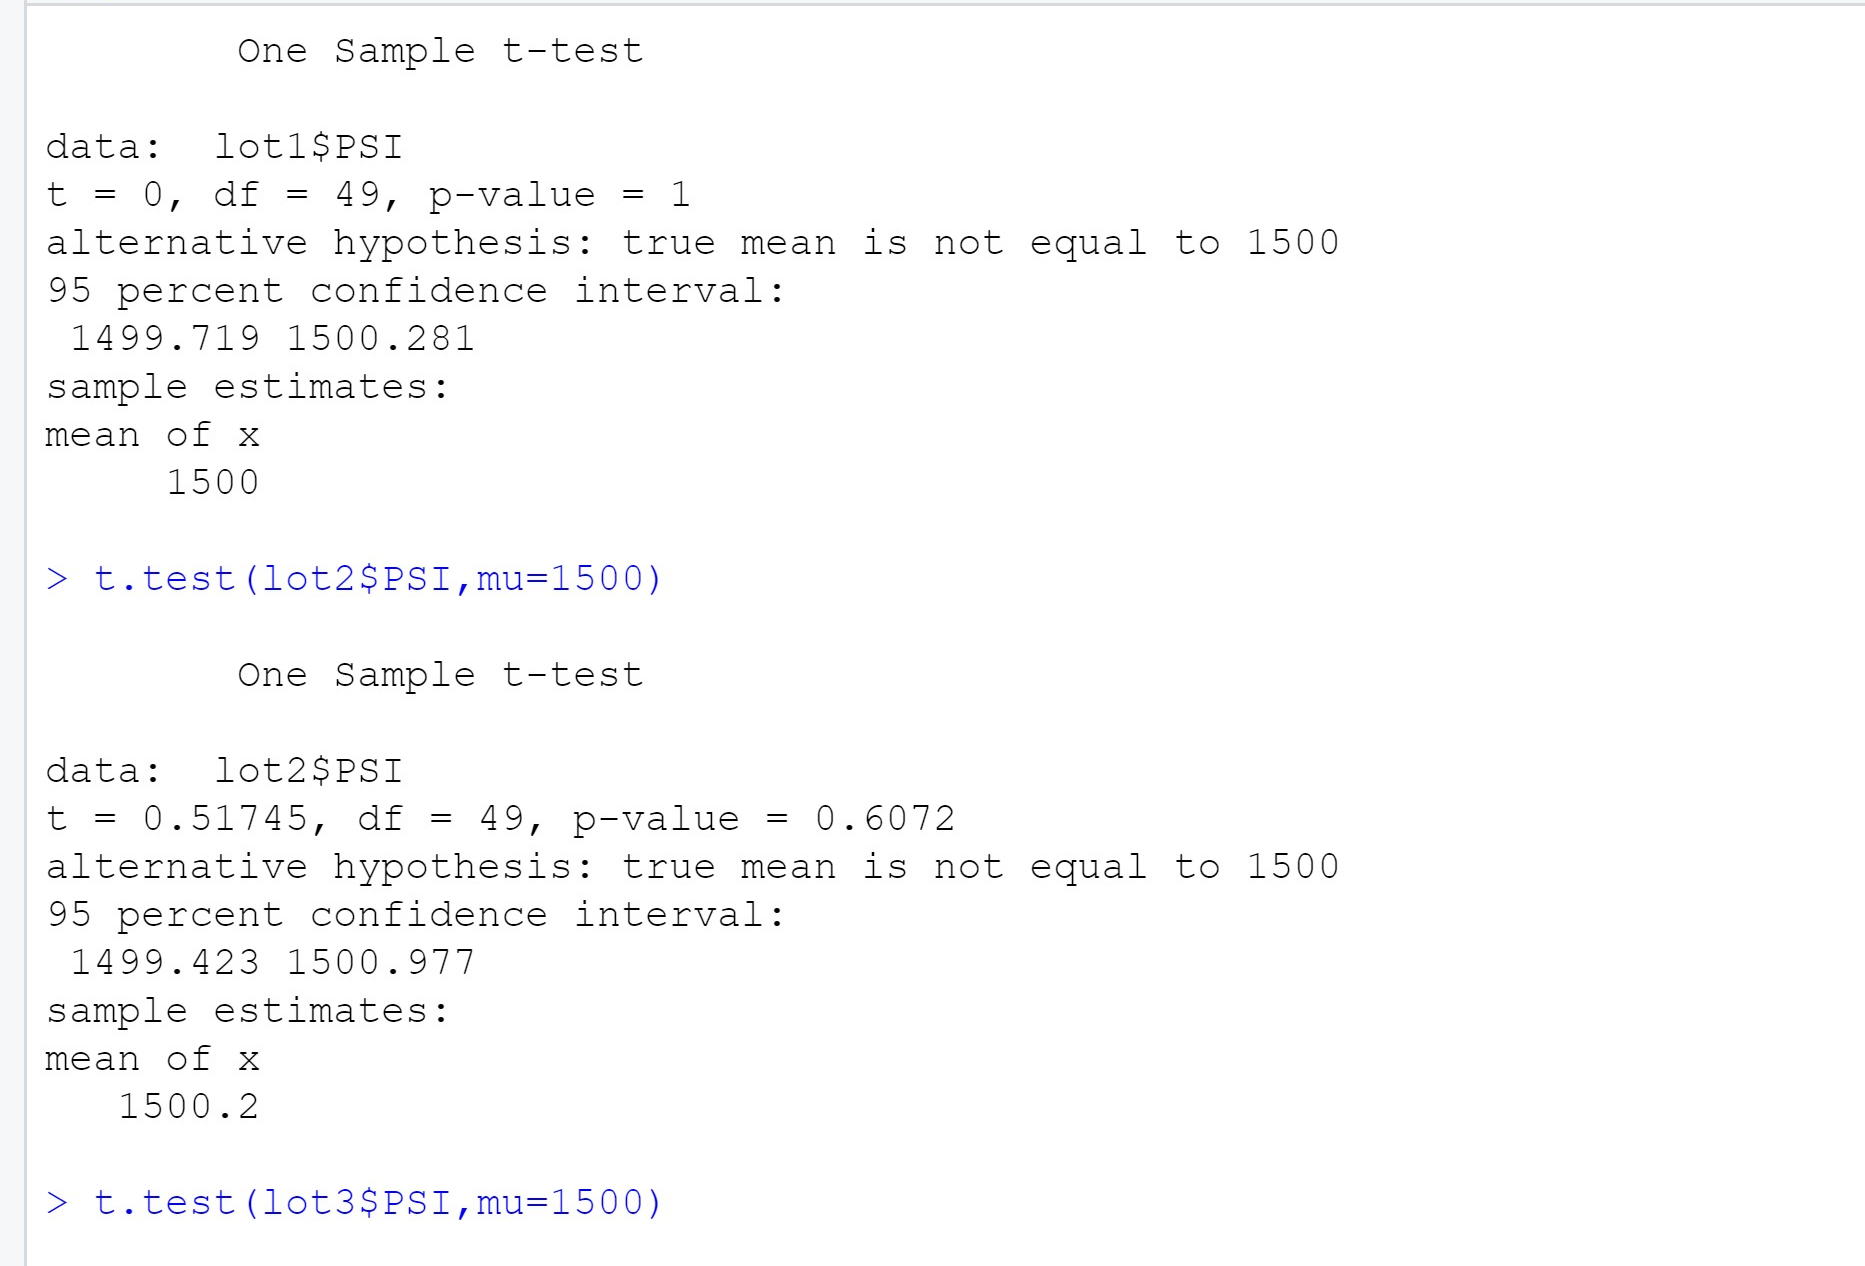 One Sample t-test
data:  lot1$PSI
t = 0, df = 49, p-value = 1
alternative hypothesis: true mean is not equal to 1500
95 percent confidence interval:
 1499.719 1500.281
sample estimates:
mean of x
     1500
> t.test(lot2$PSI,mu=1500)
One Sample t-test
data:  lot2$PSI
t = 0.51745, df = 49, p-value = 0.6072
alternative hypothesis: true mean is not equal to 1500
95 percent confidence interval:
 1499.423 1500.977
sample estimates:
mean of x
   1500.2
> t.test(lot3$PSI,mu=1500)